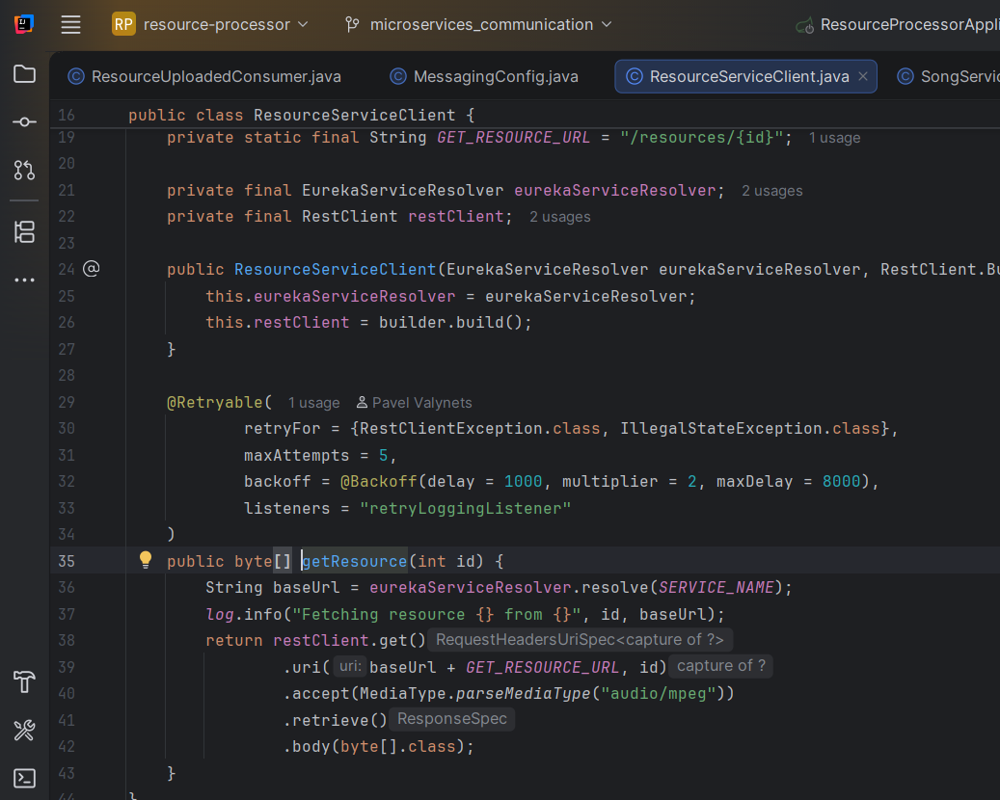 RP resource-processor microservices_communication ResourceProcessorAppli
ResourceUploadedConsumer.java MessagingConfig.java ResourceServiceClient.java SongServic
16 public class ResourceServiceClient {
19 private static final String GET_RESOURCE_URL = "/resources/{id}"; 1 usage
20
21 private final EurekaServiceResolver eurekaServiceResolver; 2 usages
22 private final RestClient restClient; 2 usages
23
24 public ResourceServiceClient(EurekaServiceResolver eurekaServiceResolver, RestClient.Bu
25 this.eurekaServiceResolver = eurekaServiceResolver;
26 this.restClient = builder.build();
27 }
28
29 @Retryable( 1 usage Pavel Valynets
30 retryFor = {RestClientException.class, IllegalStateException.class},
31 maxAttempts = 5,
32 backoff = @Backoff(delay = 1000, multiplier = 2, maxDelay = 8000),
33 listeners = "retryLoggingListener"
34 )
35 public byte[] getResource(int id) {
36 String baseUrl = eurekaServiceResolver.resolve(SERVICE_NAME);
37 log.info("Fetching resource {} from {}", id, baseUrl);
38 return restClient.get() RequestHeadersUriSpec<capture of ?>
39 .uri( uri: baseUrl + GET_RESOURCE_URL, id) capture of ?
40 .accept(MediaType.parseMediaType("audio/mpeg"))
41 .retrieve() ResponseSpec
42 .body(byte[].class);
43 }
44 }